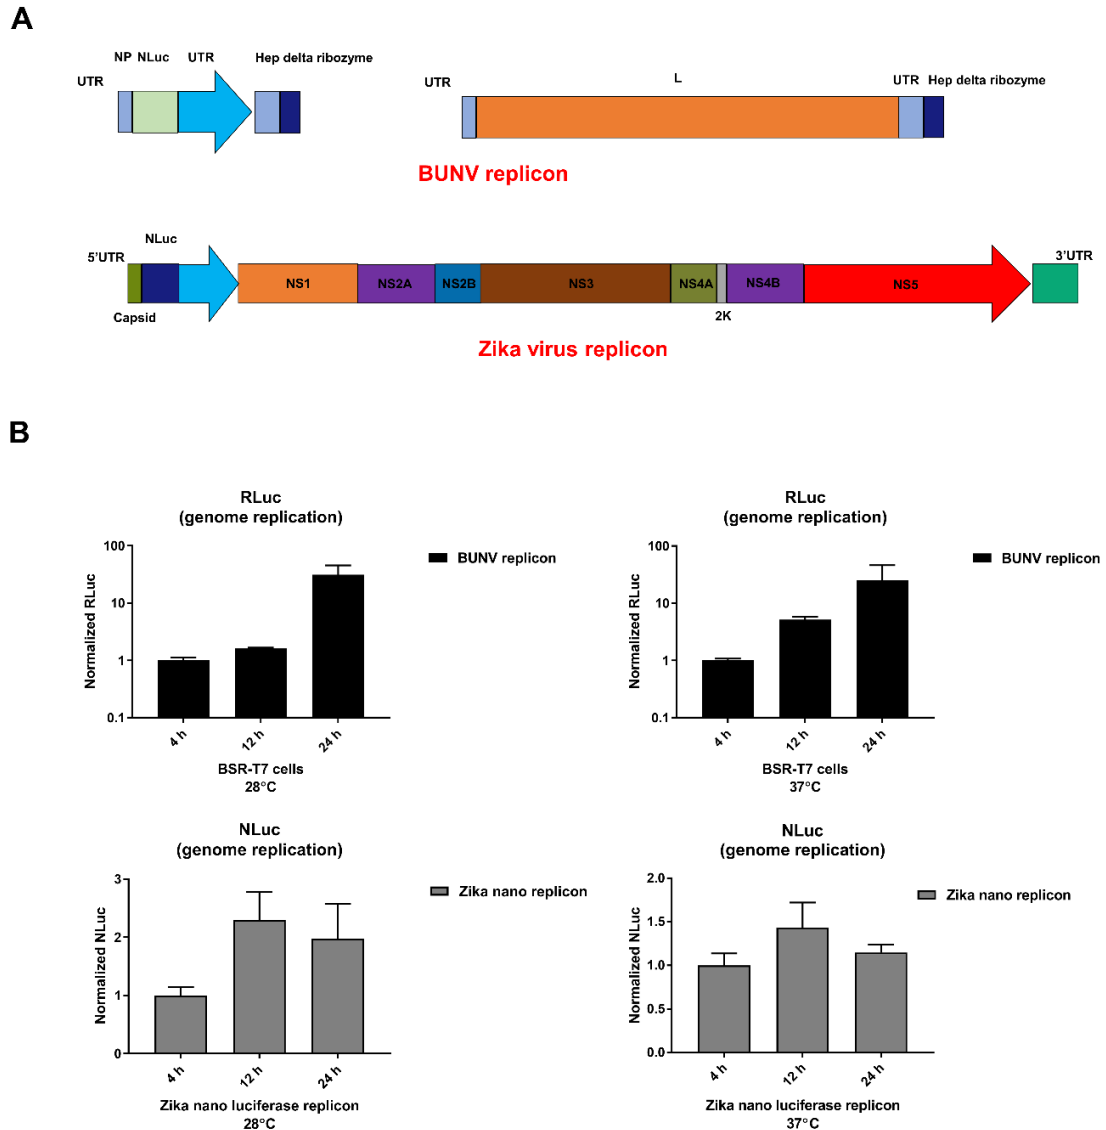 A
NP NLuc UTR Hep delta ribozyme
UTR
L
UTR UTR Hep delta ribozyme
BUNV replicon
NLuc
5'UTR 3'UTR
NS1 NS2A NS2B NS3 NS4A NS4B NS5
Capsid 2K
Zika virus replicon
B
RLuc
(genome replication)
BUNV replicon
Normalized RLuc
100
10
1
0.1
4 h 12 h 24 h
BSR-T7 cells
28°C
RLuc
(genome replication)
BUNV replicon
Normalized RLuc
100
10
1
0.1
4 h 12 h 24 h
BSR-T7 cells
37°C
NLuc
(genome replication)
Zika nano replicon
Normalized NLuc
3
2
1
0
4 h 12 h 24 h
Zika nano luciferase replicon
28°C
NLuc
(genome replication)
Zika nano replicon
Normalized NLuc
2.0
1.5
1.0
0.5
0.0
4 h 12 h 24 h
Zika nano luciferase replicon
37°C